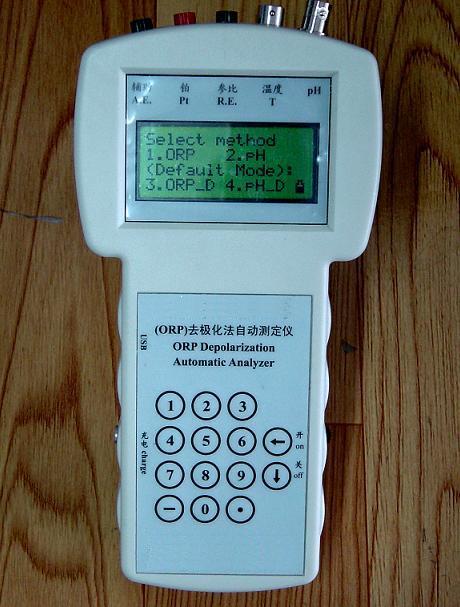 辅助 铂 参比 温度 pH
A.E. Pt R.E. T
Select method
1.ORP 2.pH
(Default Mode):
3.ORP_D 4.pH_D
(ORP)去极化法自动测定仪
ORP Depolarization
Automatic Analyzer
USB
1 2 3
充电 charge
4 5 6 ← 开 on
7 8 9 ↓ 关 off
− 0 •